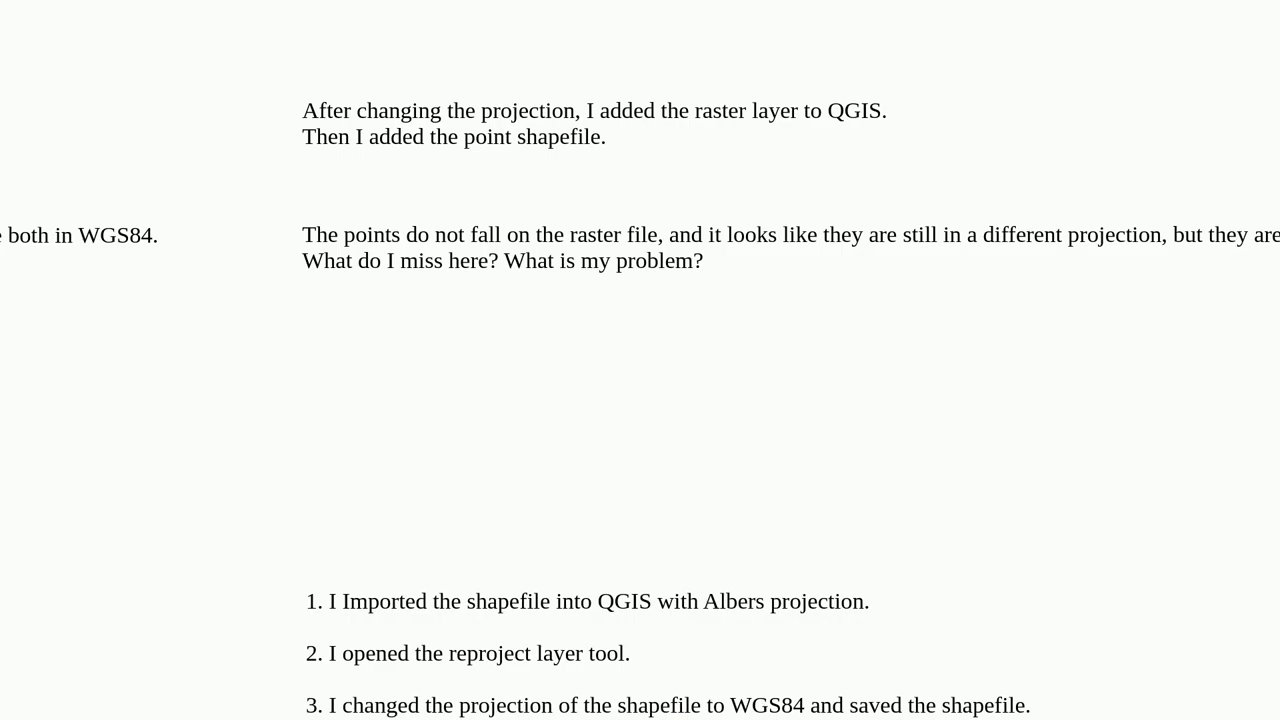 After changing the projection, I added the raster layer to QGIS.
Then I added the point shapefile.
The points do not fall on the raster file, and it looks like they are still in a different projection, but they are
both in WGS84.
What do I miss here? What is my problem?
1. I Imported the shapefile into QGIS with Albers projection.
2. I opened the reproject layer tool.
3. I changed the projection of the shapefile to WGS84 and saved the shapefile.